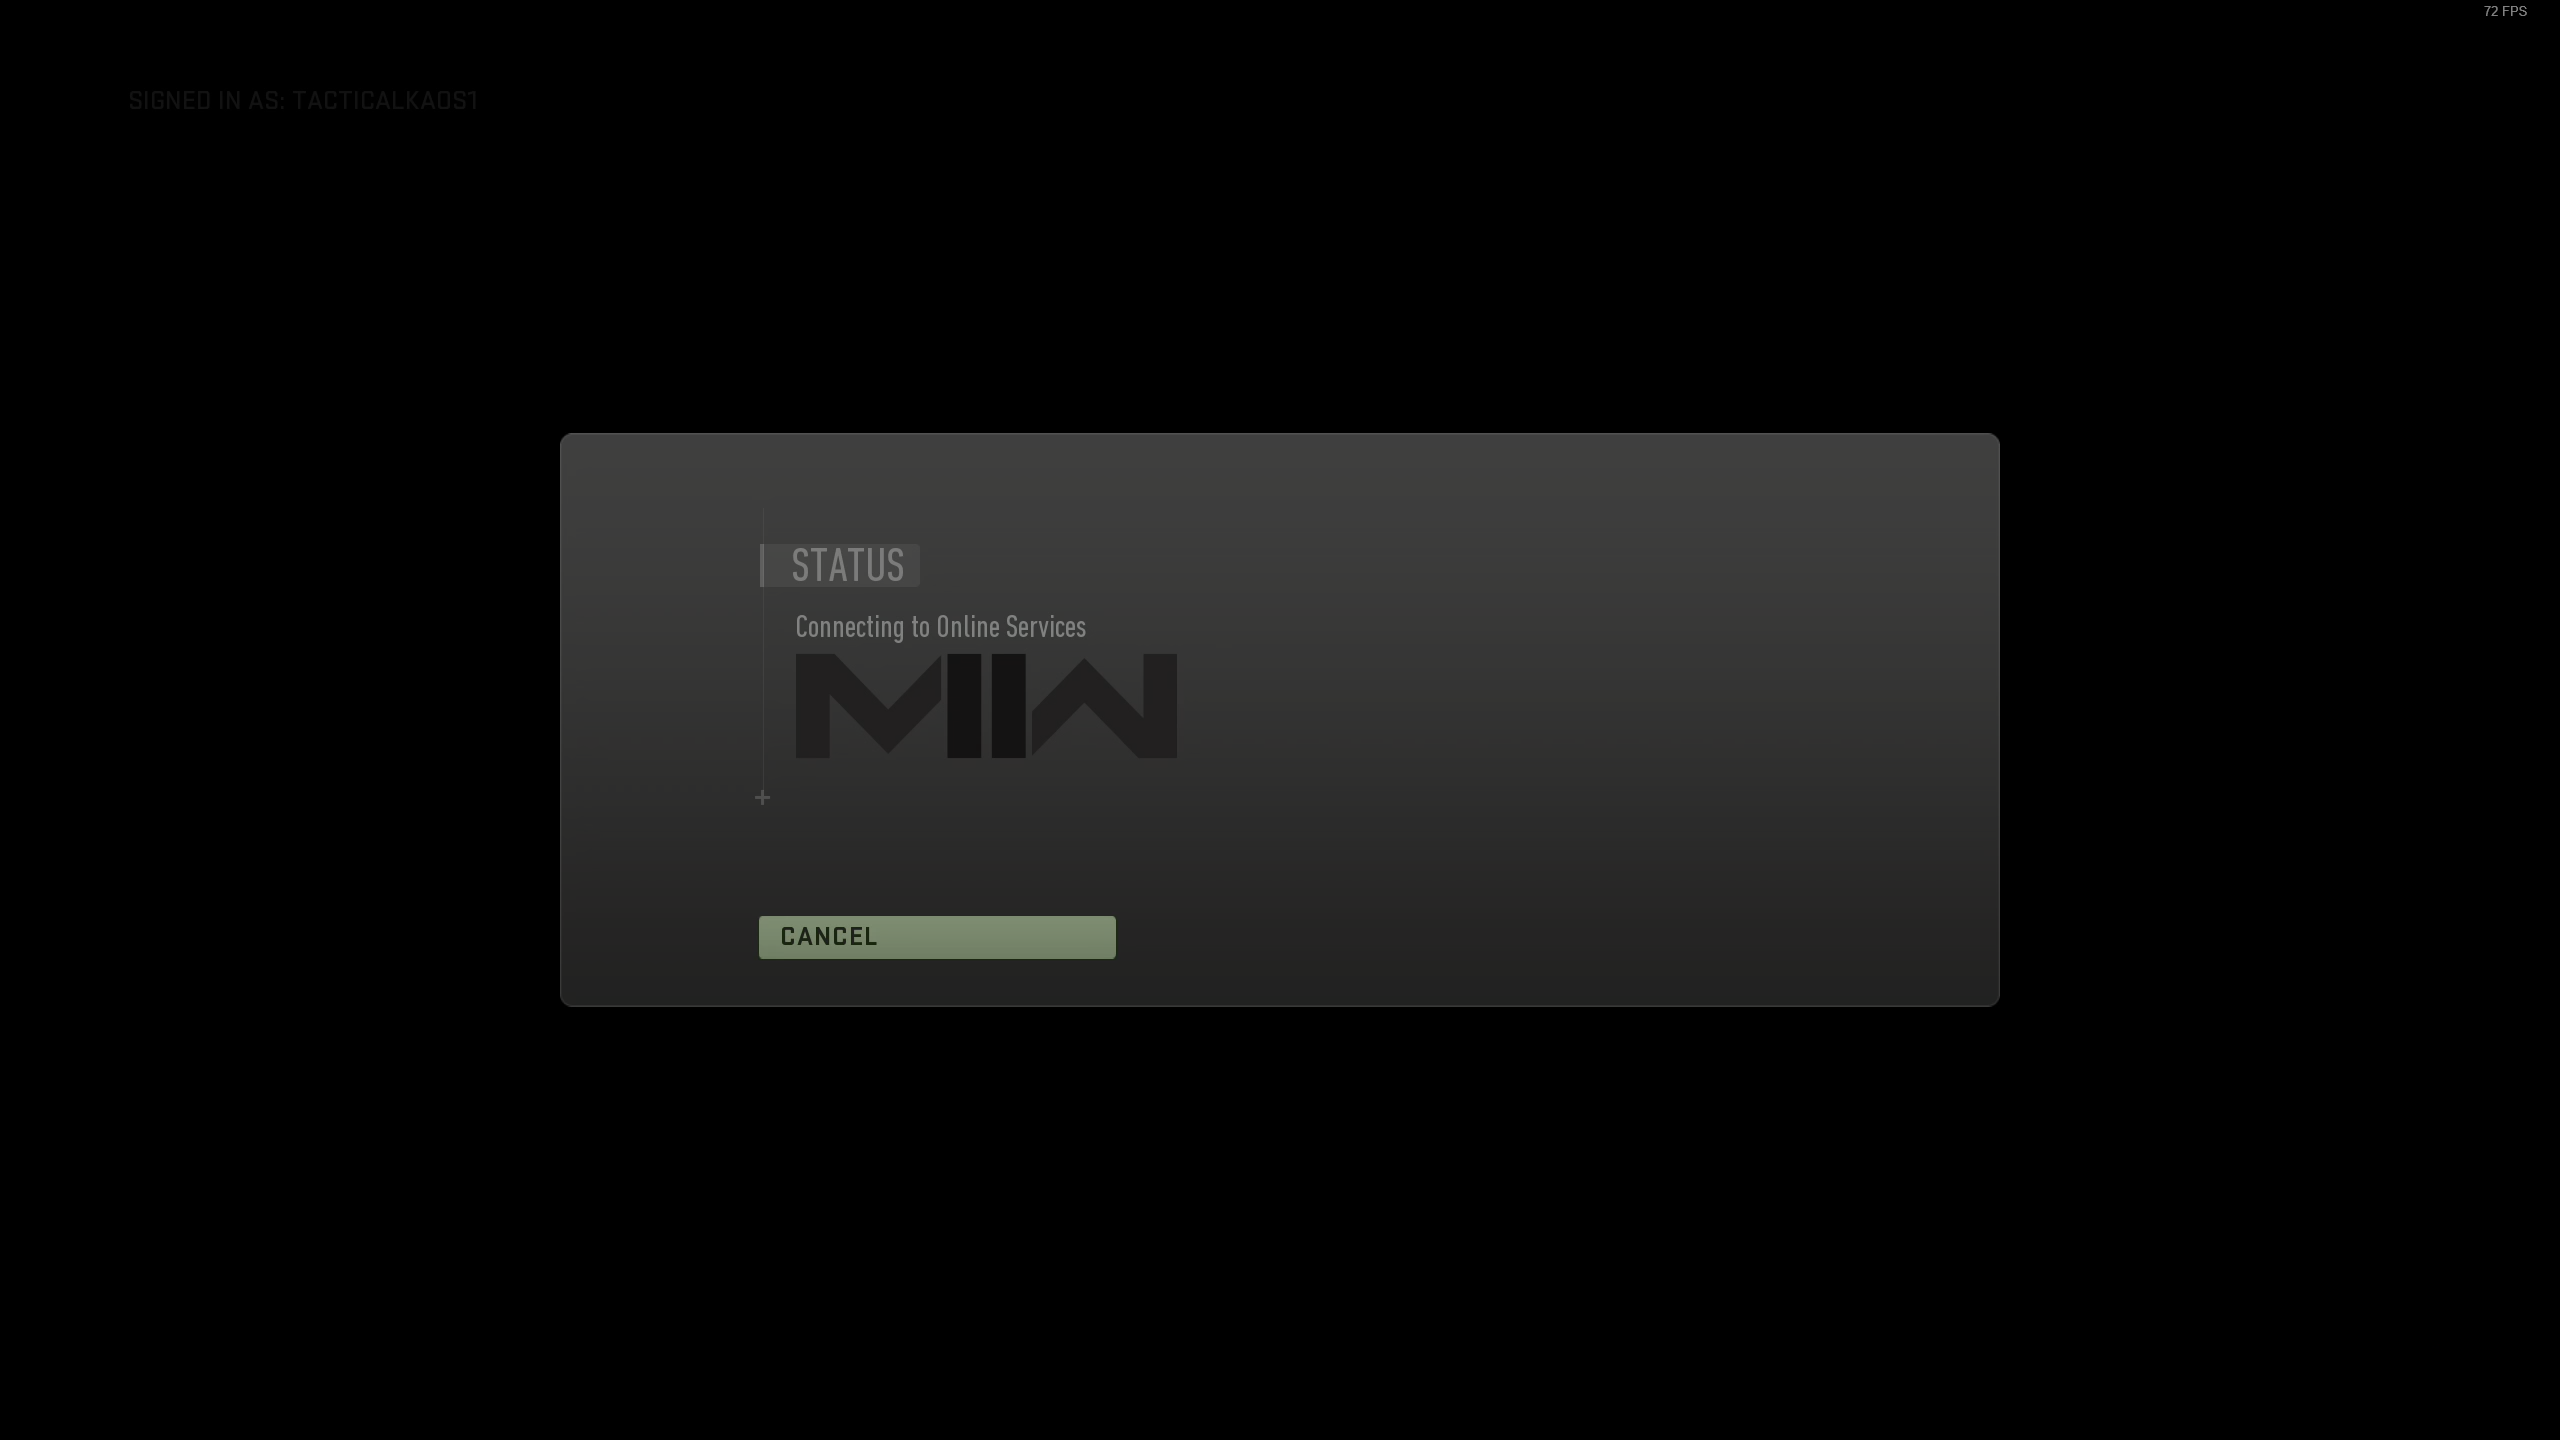 72 FPS
SIGNED IN AS: TACTICALKAOS1
STATUS
Connecting to Online Services
MIIW
CANCEL